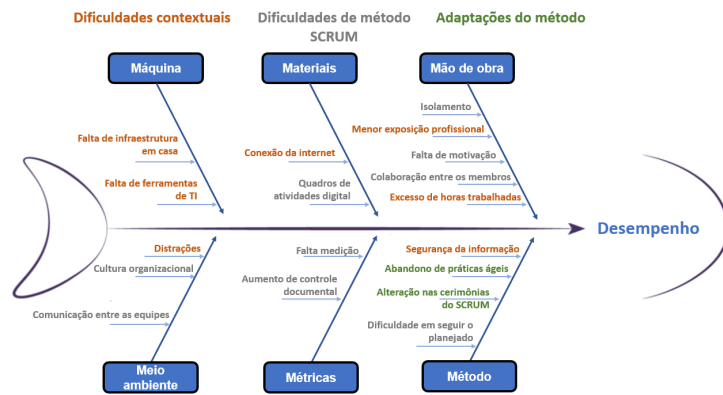 Dificuldades contextuais
Dificuldades de método
SCRUM
Adaptações do método
Máquina
Materiais
Mão de obra
Falta de infraestrutura
em casa
Falta de ferramentas
de TI
Conexão da internet
Quadros de
atividades digital
Isolamento
Menor exposição profissional
Falta de motivação
Colaboração entre os membros
Excesso de horas trabalhadas
Desempenho
Distrações
Cultura organizacional
Comunicação entre as equipes
Falta medição
Aumento de controle
documental
Segurança da informação
Abandono de práticas ágeis
Alteração nas cerimônias
do SCRUM
Dificuldade em seguir o
planejado
Meio
ambiente
Métricas
Método